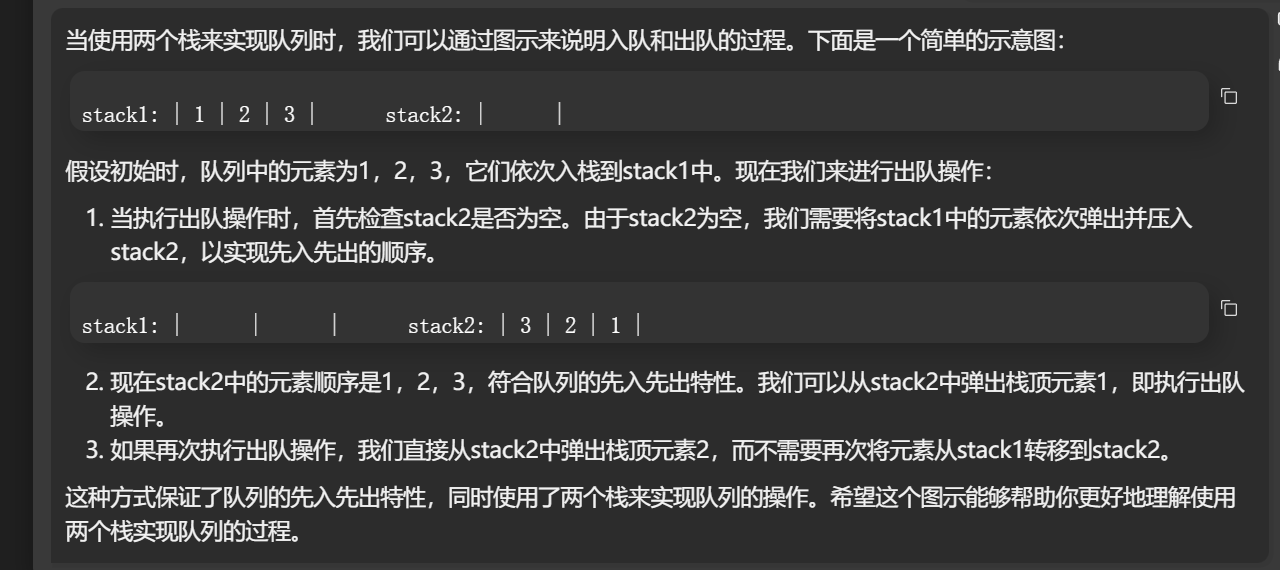 当使用两个栈来实现队列时，我们可以通过图示来说明入队和出队的过程。下面是一个简单的示意图：
stack1: | 1 | 2 | 3 |      stack2: |      |
假设初始时，队列中的元素为1，2，3，它们依次入栈到stack1中。现在我们来进行出队操作：
1. 当执行出队操作时，首先检查stack2是否为空。由于stack2为空，我们需要将stack1中的元素依次弹出并压入
stack2，以实现先入先出的顺序。
stack1: |      |      |      stack2: | 3 | 2 | 1 |
2. 现在stack2中的元素顺序是1，2，3，符合队列的先入先出特性。我们可以从stack2中弹出栈顶元素1，即执行出队
操作。
3. 如果再次执行出队操作，我们直接从stack2中弹出栈顶元素2，而不需要再次将元素从stack1转移到stack2。
这种方式保证了队列的先入先出特性，同时使用了两个栈来实现队列的操作。希望这个图示能够帮助你更好地理解使用
两个栈实现队列的过程。